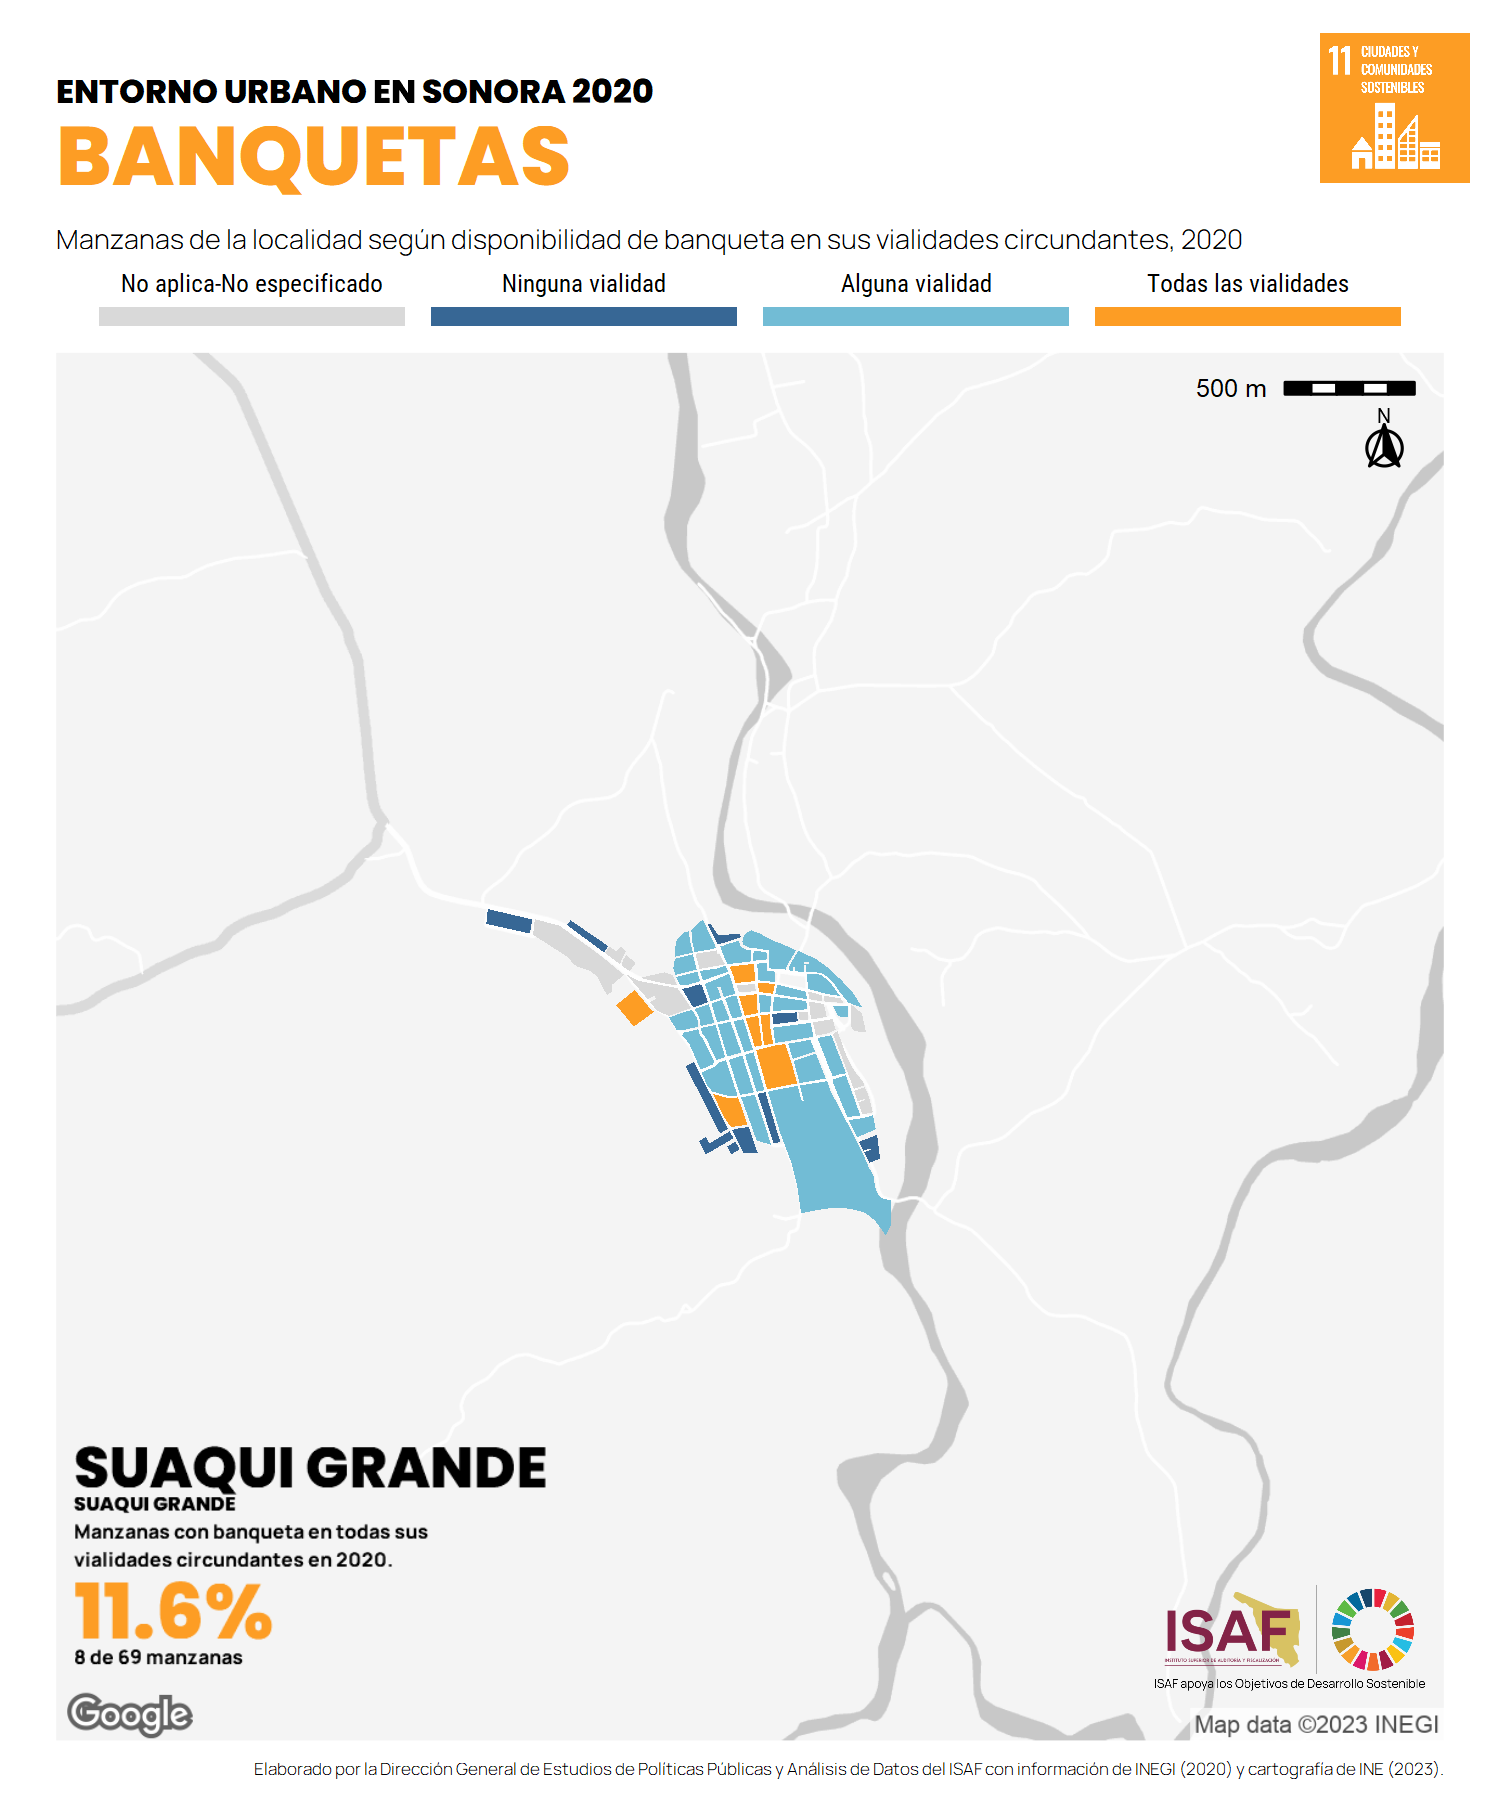 11 CIUDADES Y
COMUNIDADES
SOSTENIBLES
ENTORNO URBANO EN SONORA 2020
BANQUETAS
Manzanas de la localidad según disponibilidad de banqueta en sus vialidades circundantes, 2020
No aplica-No especificado
Ninguna vialidad
Alguna vialidad
Todas las vialidades
500 m
N
SUAQUI GRANDE
SUAQUI GRANDE
Manzanas con banqueta en todas sus
vialidades circundantes en 2020.
11.6%
8 de 69 manzanas
Google
ISAF
INSTITUTO SUPERIOR DE AUDITORÍA Y FISCALIZACIÓN
ISAF apoya los Objetivos de Desarrollo Sostenible
Map data ©2023 INEGI
Elaborado por la Dirección General de Estudios de Políticas Públicas y Análisis de Datos del ISAF con información de INEGI (2020) y cartografía de INE (2023).